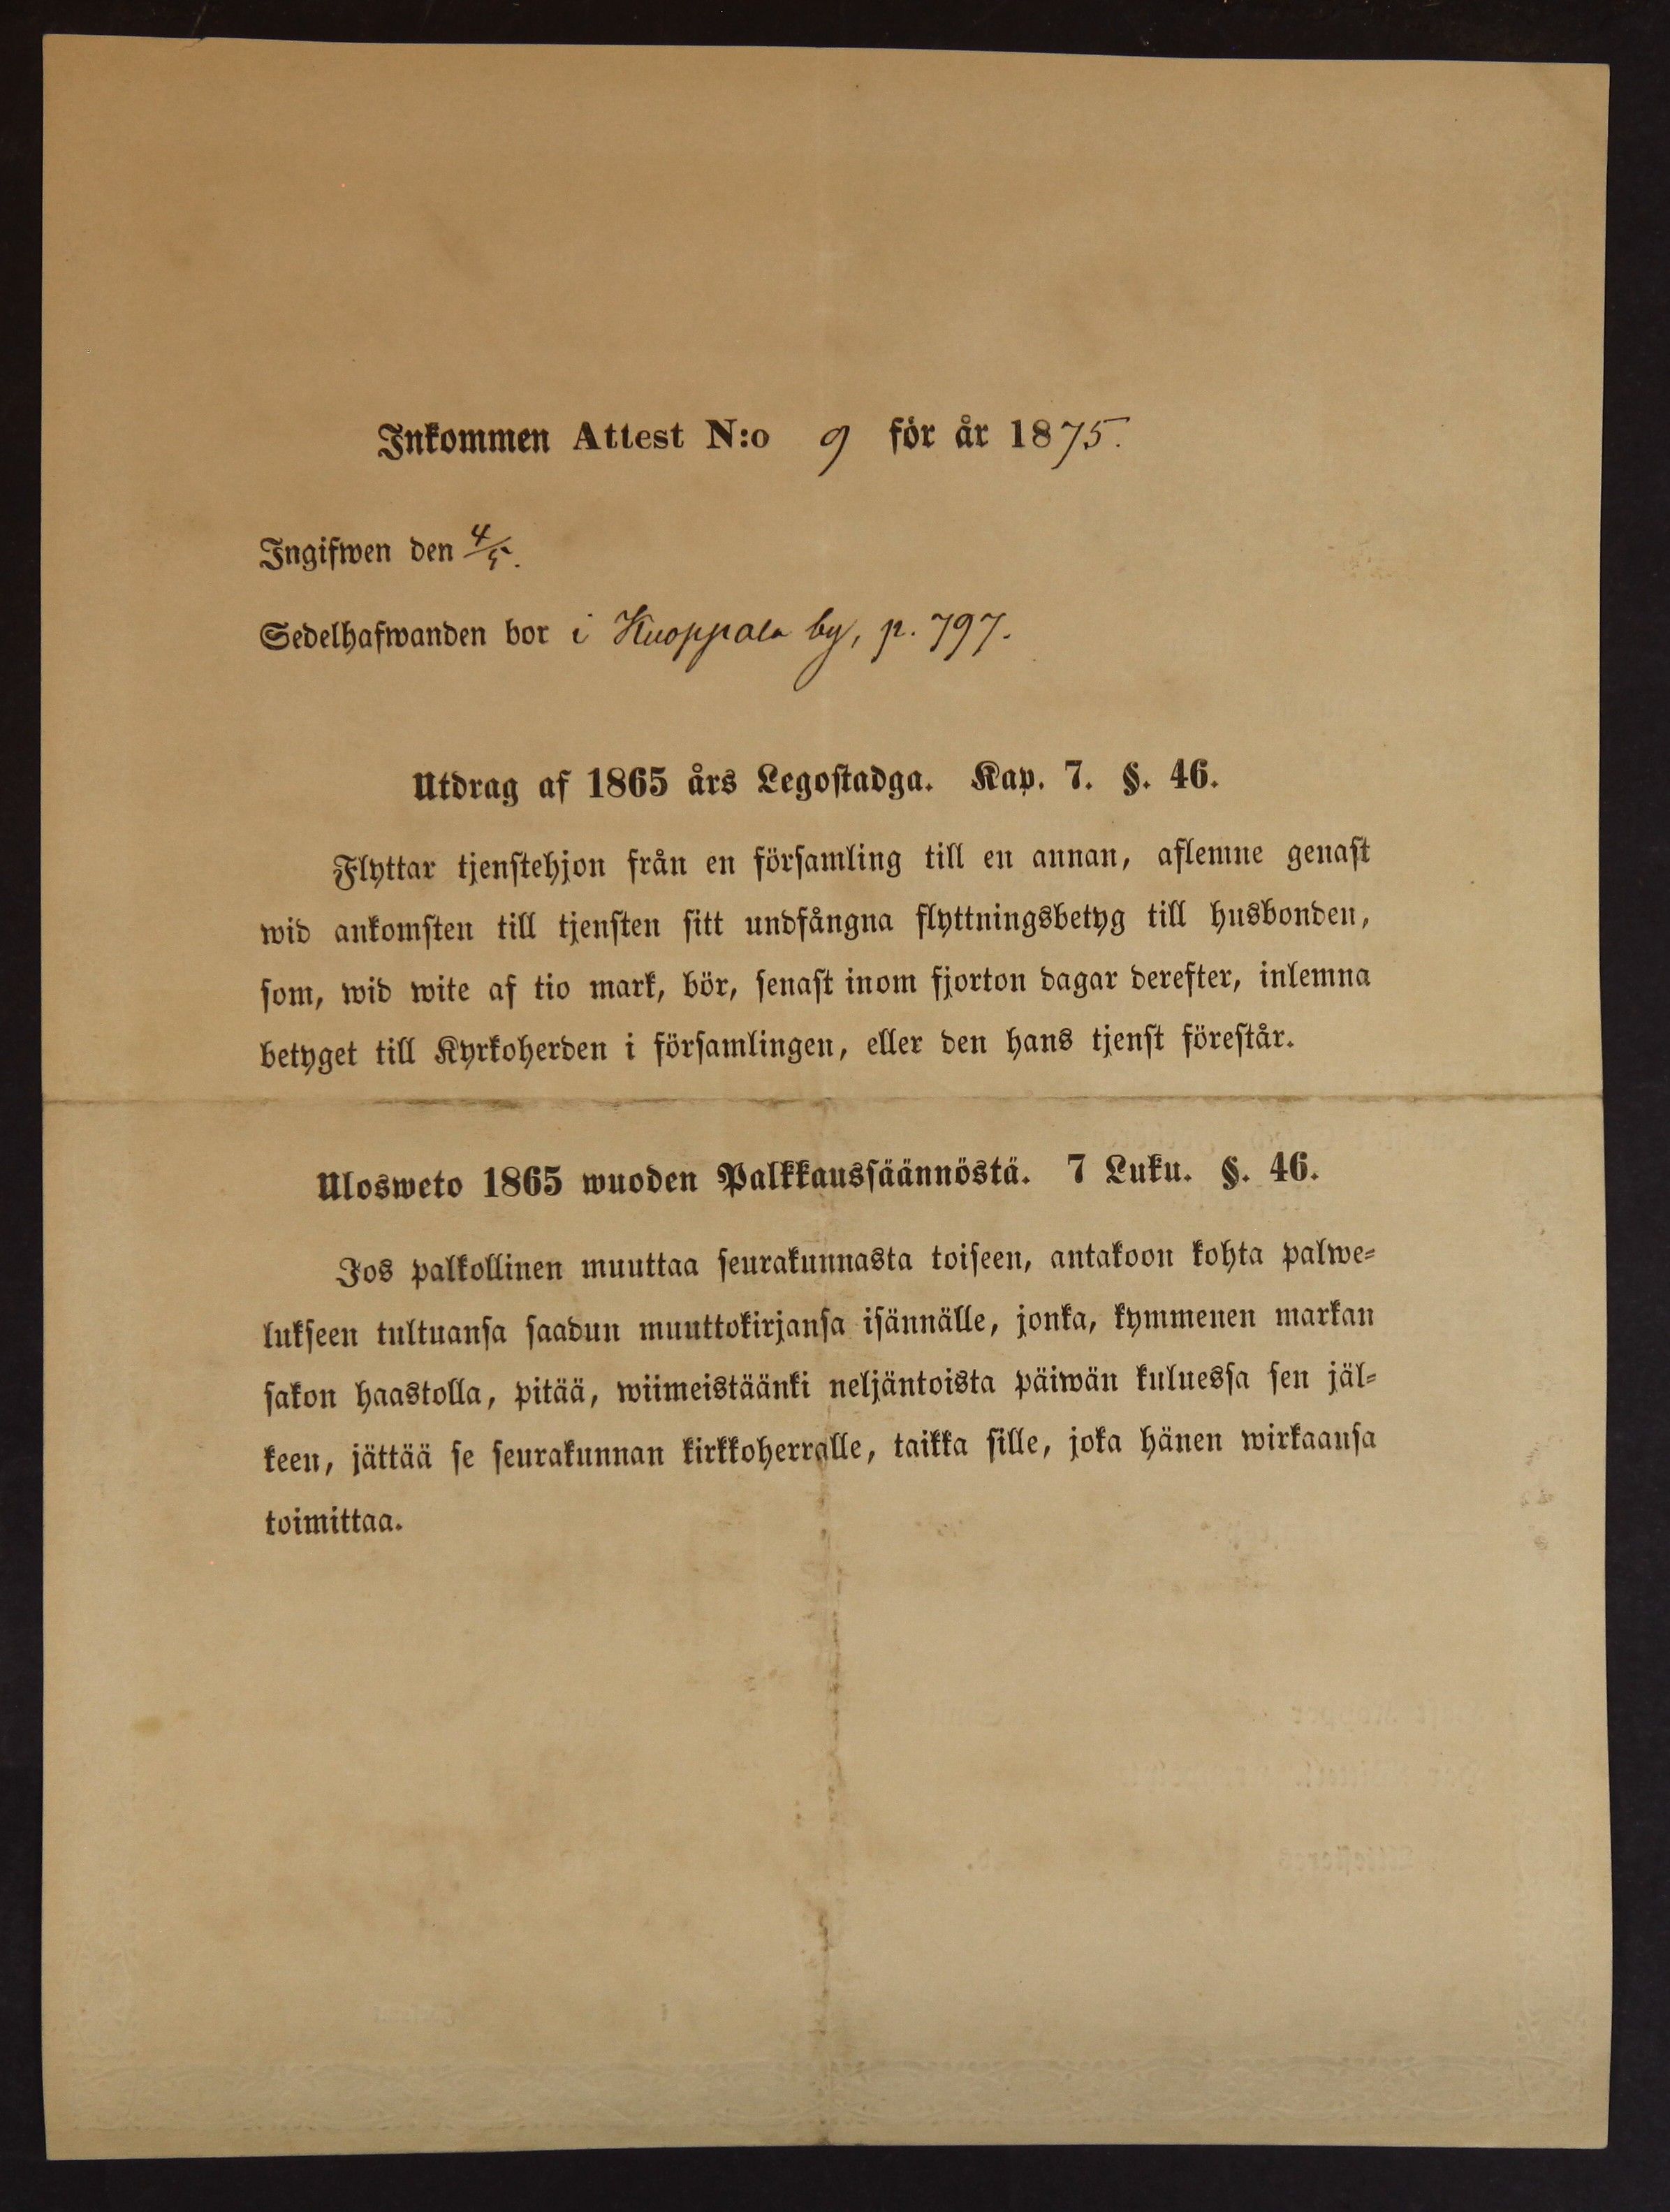 Inkommen Attest N:o 9 för år 1875.
Ingifwen den 4/5.
Sedelhafwanden bor i Kuoppala by, p. 797.
Utdrag af 1865 års Legostadga. Kap. 7. §. 46.
Flyttar tjenstehjon från en församling till en annan, aflemne genast
wid ankomsten till tjensten sitt undfångna flyttningsbetyg till husbonden,
som, wid wite af tio mark, bör, senast inom fjorton dagar derefter, inlemna
betyget till Kyrkoherden i församlingen, eller den hans tjenst förestår.
Ulosweto 1865 wuoden Palkkaussäännöstä. 7 Luku. §. 46.
Jos palkollinen muuttaa seurakunnasta toiseen, antakoon kohta palwe-
lukseen tultuansa saadun muuttokirjansa isännälle, jonka, kymmenen markan
sakon haastolla, pitää, wiimeistäänki neljäntoista päiwän kuluessa sen jäl-
keen, jättää se seurakunnan kirkkoherralle, taikka sille, joka hänen wirkaansa
toimittaa.